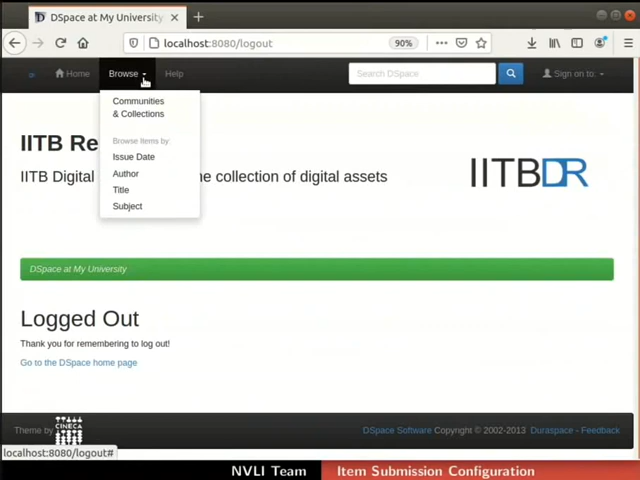 DSpace at My University
localhost:8080/logout
90%
Home
Browse
Help
Search DSpace
Sign on to:
Communities
& Collections
Browse Items by:
Issue Date
Author
Title
Subject
IITB Re
IITB Digital
e collection of digital assets
IITBDR
DSpace at My University
Logged Out
Thank you for remembering to log out!
Go to the DSpace home page
Theme by
CINECA
DSpace Software Copyright © 2002-2013 Duraspace - Feedback
localhost:8080/logout#
NVLI Team
Item Submission Configuration